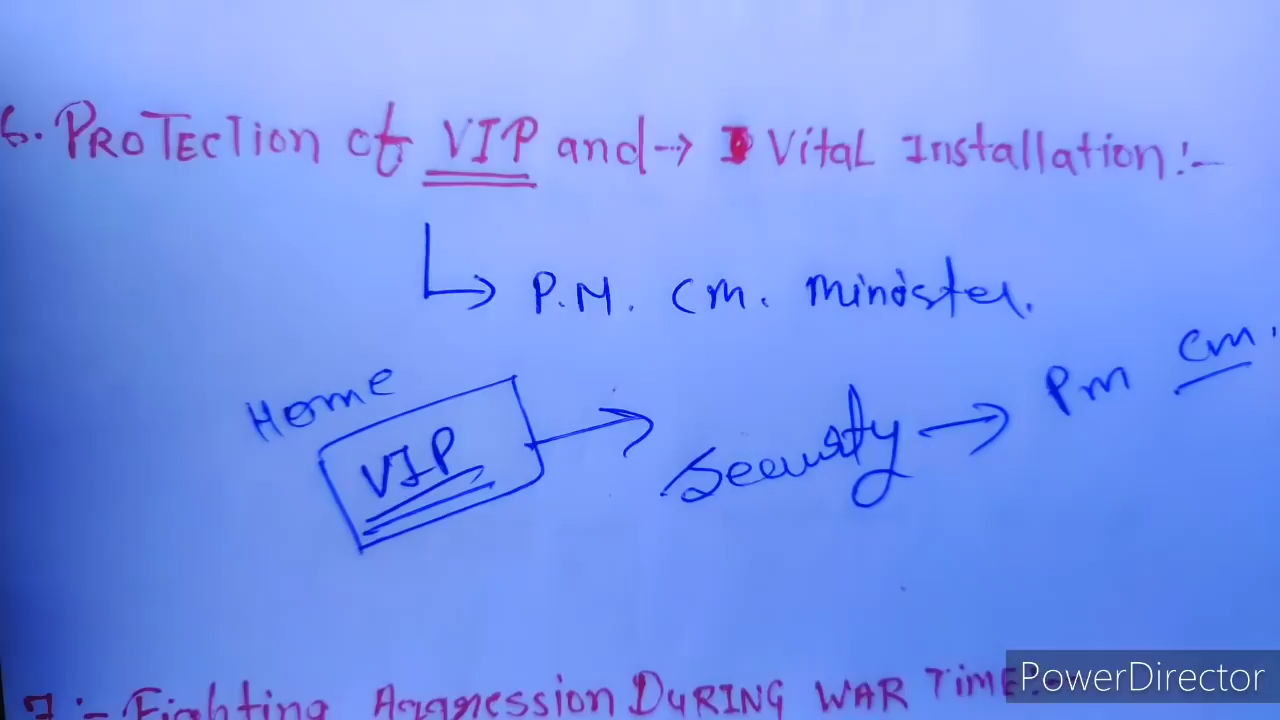 6. PROTECTION of VIP and → Vital Installation:-
↳ P.M. Cm. Minister.
Home
VIP → Security → Pm Cm.
7:- Fighting Aggression DURING WAR TIME:-
PowerDirector